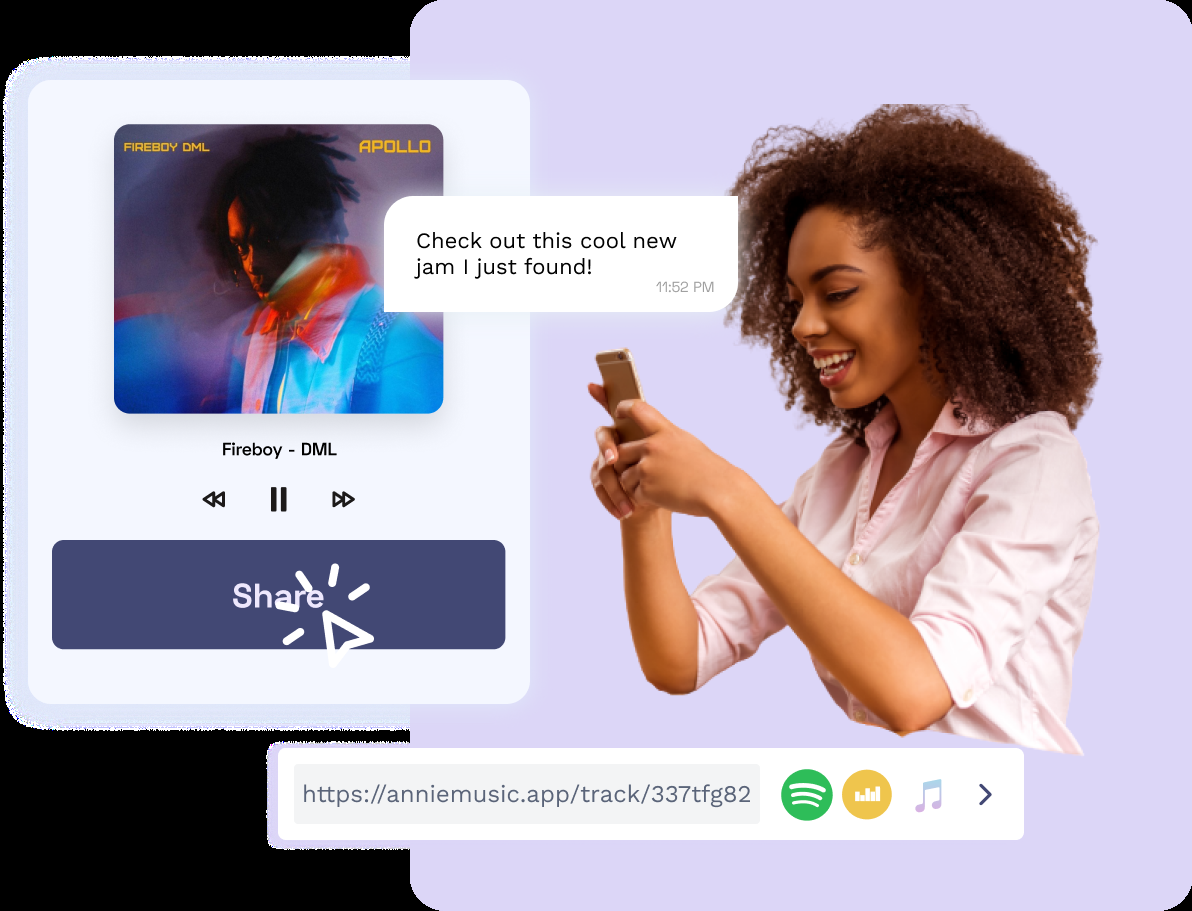 FIREBOY DML
APOLLO
Check out this cool new
jam I just found!
11:52 PM
Fireboy - DML
Share
https://anniemusic.app/track/337tfg82